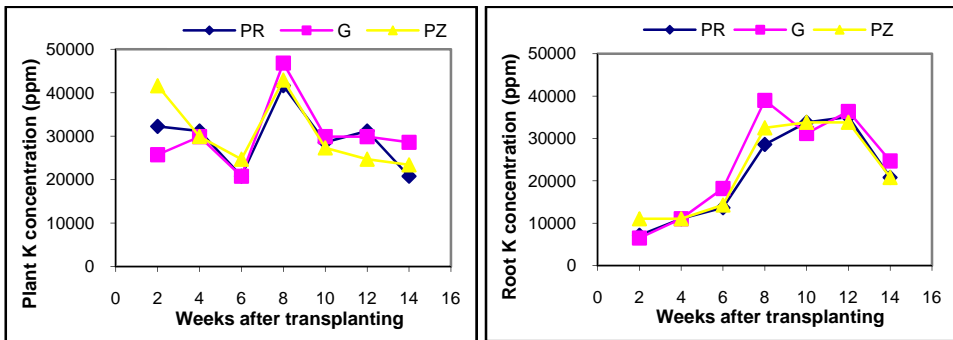 PR G PZ
Plant K concentration (ppm)
50000
40000
30000
20000
10000
0
0 2 4 6 8 10 12 14 16
Weeks after transplanting
PR G PZ
Root K concentration (ppm)
50000
40000
30000
20000
10000
0
0 2 4 6 8 10 12 14 16
Weeks after transplanting